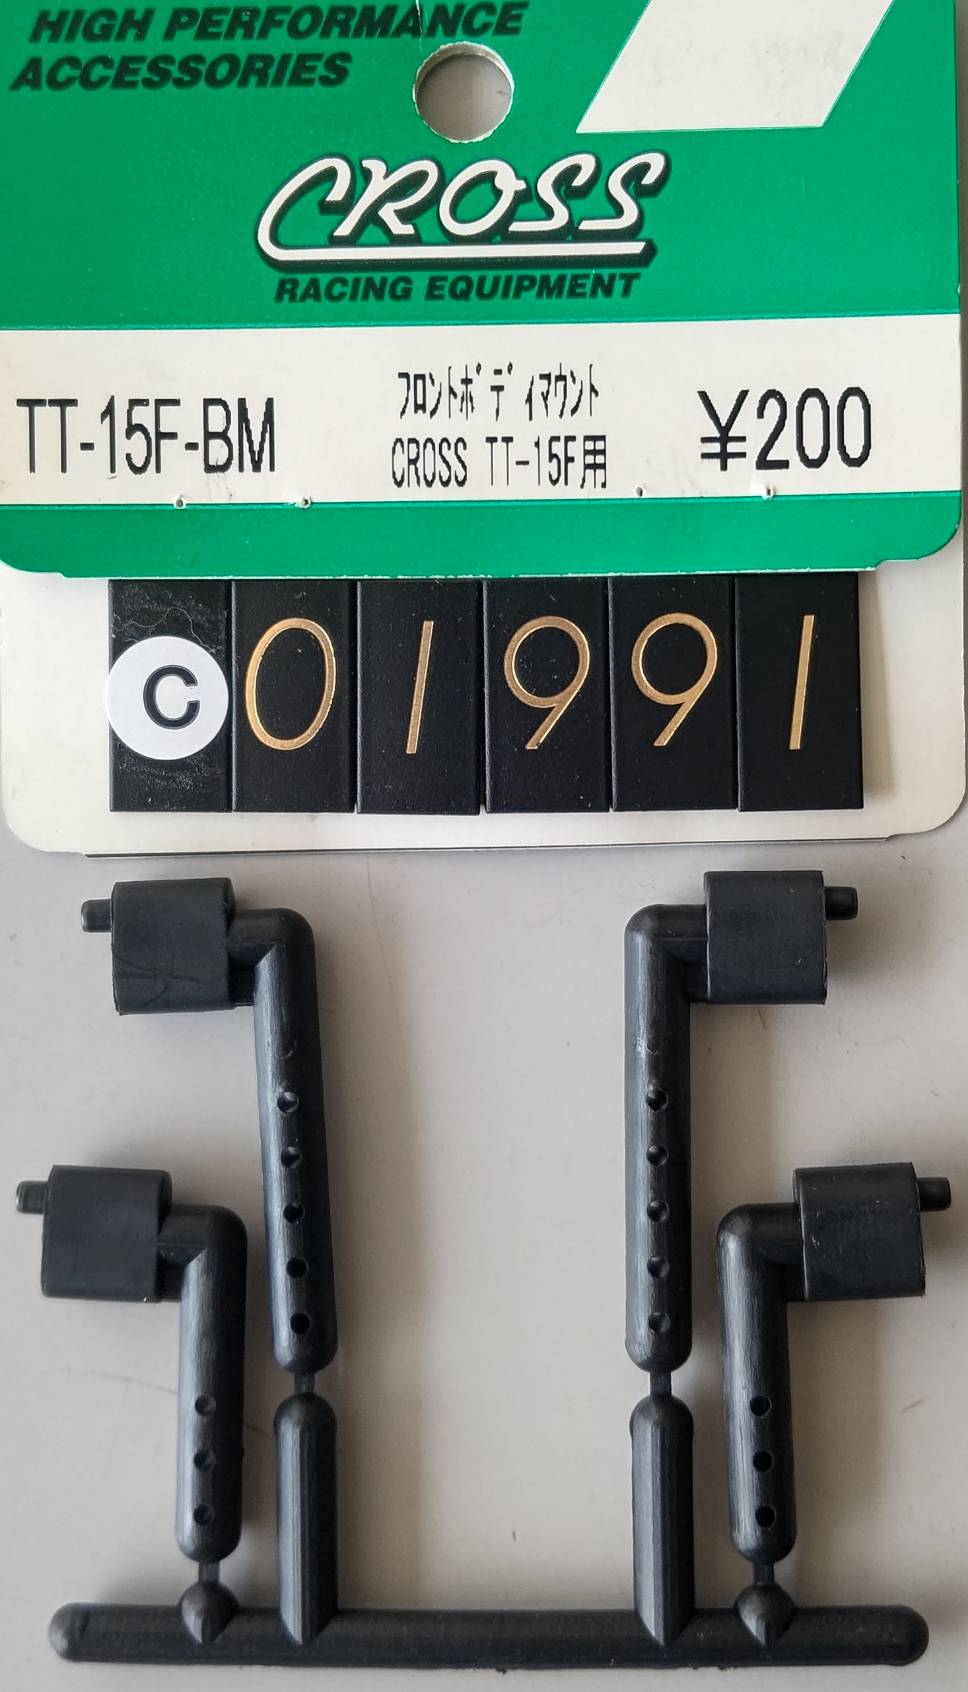 HIGH PERFORMANCE
ACCESSORIES
CROSS
RACING EQUIPMENT
TT-15F-BM
フロントボディマウント
CROSS TT-15F用
¥200
C01991